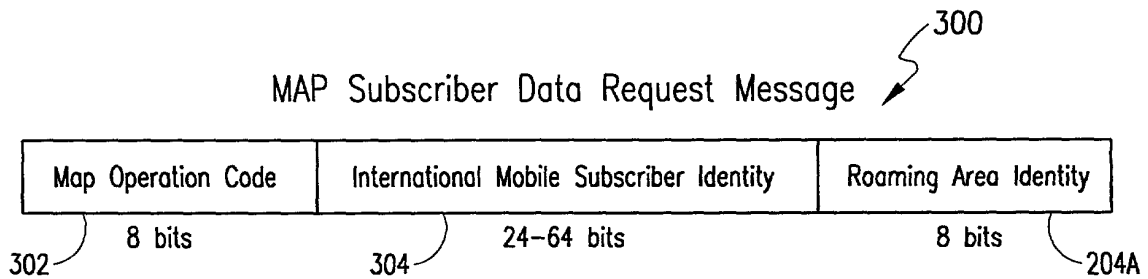 300
MAP Subscriber Data Request Message
Map Operation Code International Mobile Subscriber Identity Roaming Area Identity
8 bits 24-64 bits 8 bits
302 304 204A